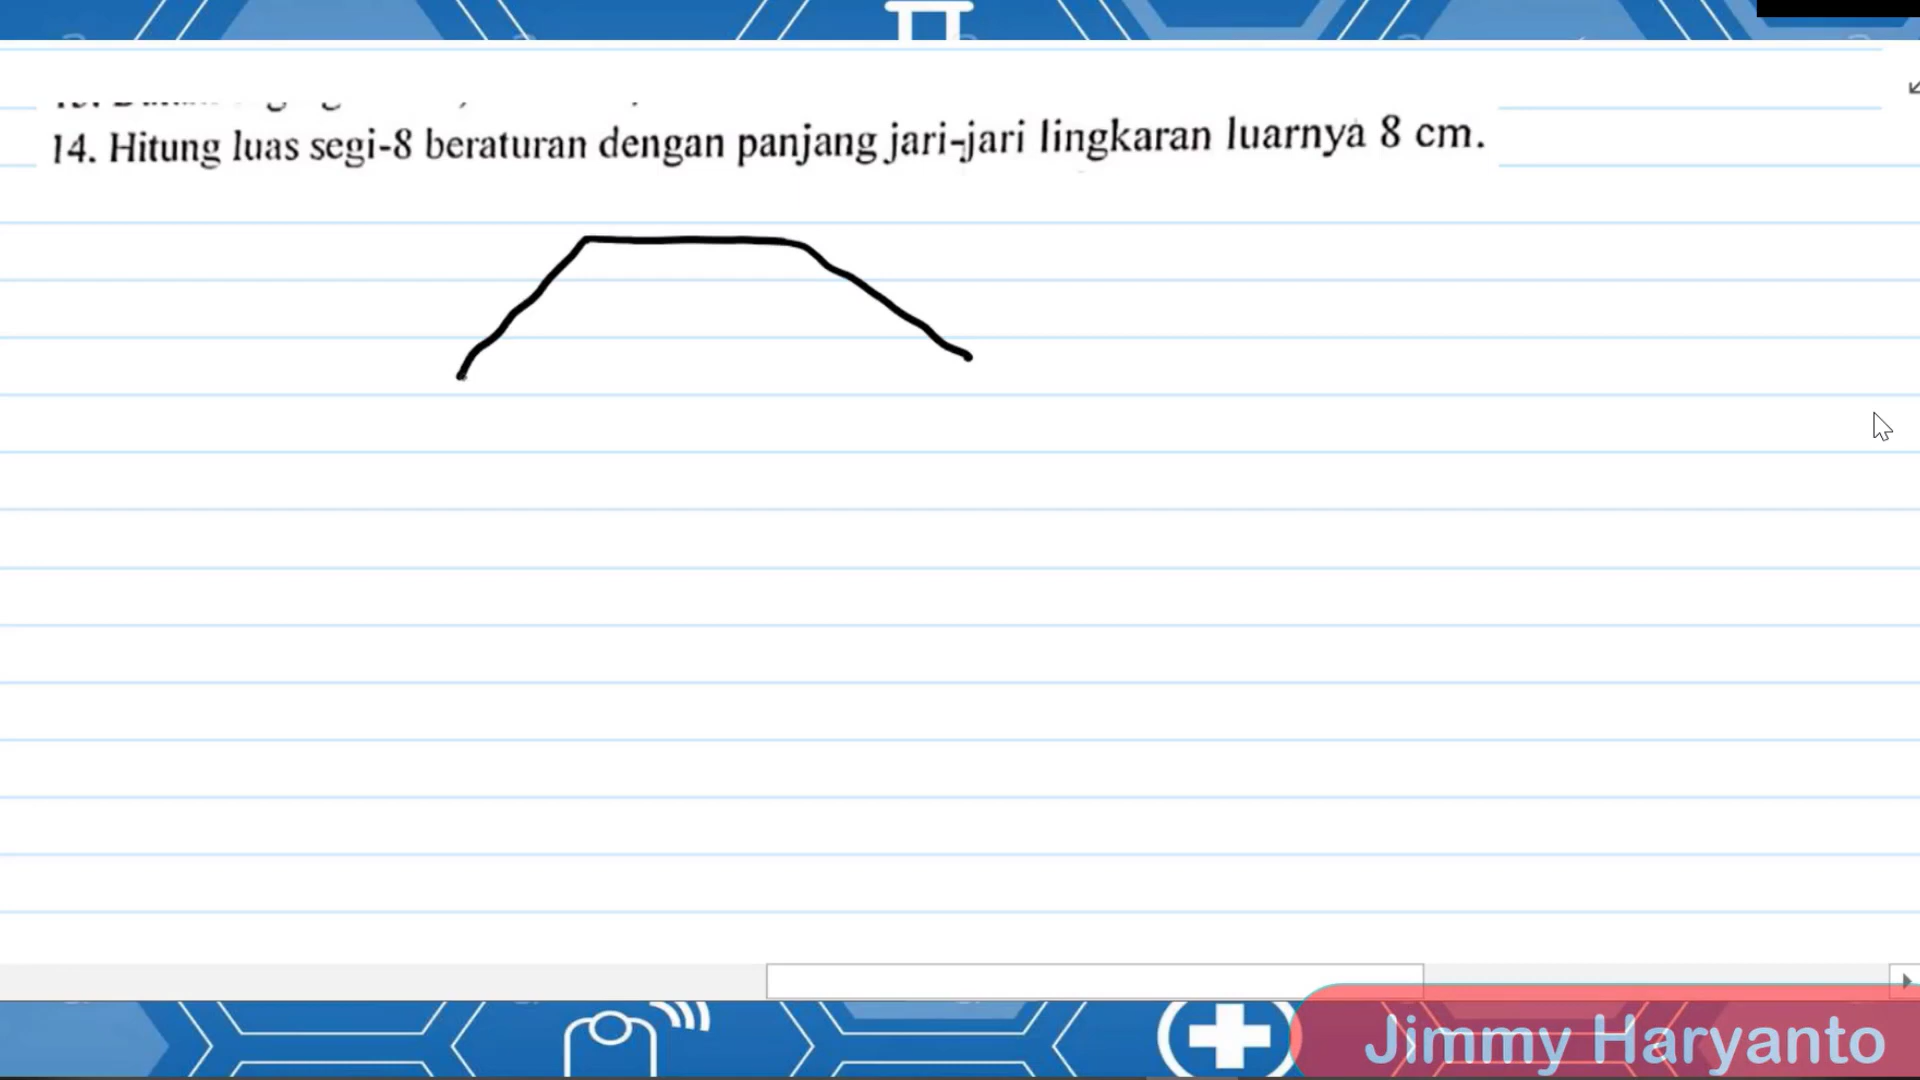 14. Hitung luas segi-8 beraturan dengan panjang jari-jari lingkaran luarnya 8 cm.
Jimmy Haryanto